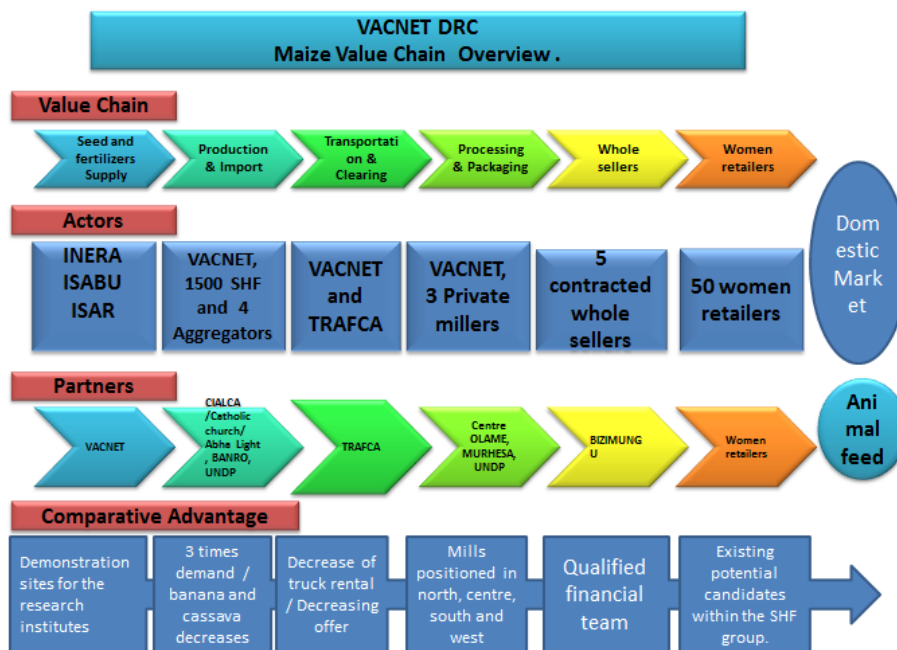 VACNET DRC
Maize Value Chain Overview .
Value Chain
Seed and
fertilizers
Supply
Production
& Import
Transportati
on &
Clearing
Processing
& Packaging
Whole
sellers
Women
retailers
Dom
estic
Mark
et
Actors
INERA
ISABU
ISAR
VACNET,
1500 SHF
and 4
Aggregators
VACNET
and
TRAFCA
VACNET,
3 Private
millers
5
contracted
whole
sellers
50 women
retailers
Partners
VACNET
CIALCA
/Catholic
church/
Abhe Light
, BANRO,
UNDP
TRAFCA
Centre
OLAME,
MURHESA,
UNDP
BIZIMUNG
U
Women
retailers
Ani
mal
feed
Comparative Advantage
Demonstration
sites for the
research
institutes
3 times
demand /
banana and
cassava
decreases
Decrease of
truck rental
/ Decreasing
offer
Mills
positioned in
north, centre,
south and
west
Qualified
financial
team
Existing
potential
candidates
within the SHF
group.